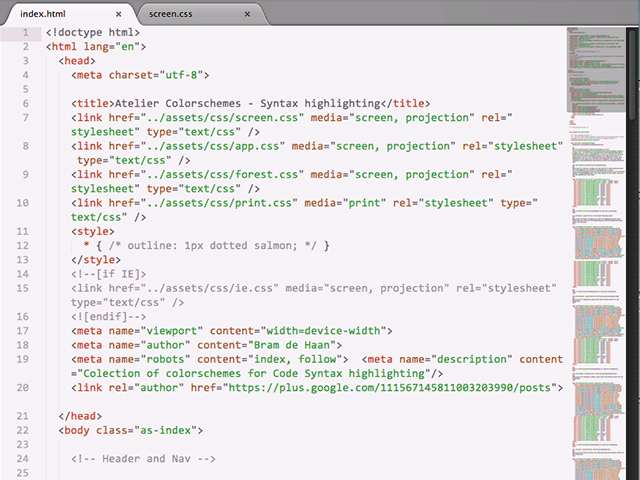 index.html × screen.css ×
1 <!doctype html>
2 <html lang="en">
3 <head>
4 <meta charset="utf-8">
5
6 <title>Atelier Colorschemes - Syntax highlighting</title>
7 <link href="../assets/css/screen.css" media="screen, projection" rel="
stylesheet" type="text/css" />
8 <link href="../assets/css/app.css" media="screen, projection" rel="stylesheet"
type="text/css" />
9 <link href="../assets/css/forest.css" media="screen, projection" rel="
stylesheet" type="text/css" />
10 <link href="../assets/css/print.css" media="print" rel="stylesheet" type="
text/css" />
11 <style>
12 * { /* outline: 1px dotted salmon; */ }
13 </style>
14 <!--[if IE]>
15 <link href="../assets/css/ie.css" media="screen, projection" rel="stylesheet"
type="text/css" />
16 <![endif]-->
17 <meta name="viewport" content="width=device-width">
18 <meta name="author" content="Bram de Haan">
19 <meta name="robots" content="index, follow"> <meta name="description" content
="Colection of colorschemes for Code Syntax highlighting"/>
20 <link rel="author" href="https://plus.google.com/111567145811003203990/posts">
21 </head>
22 <body class="as-index">
23
24 <!-- Header and Nav -->
25